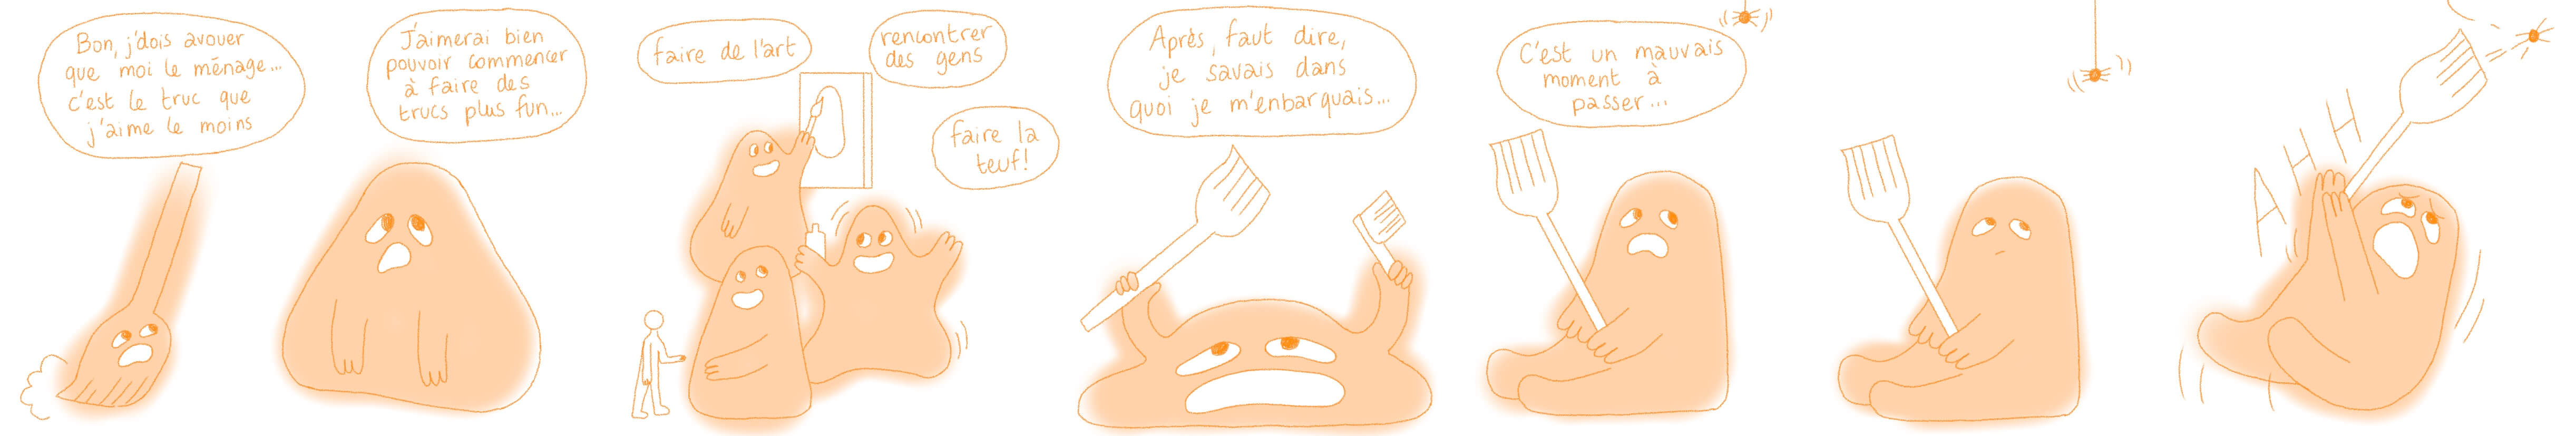 Bon, j'dois avouer
que moi le ménage...
c'est le truc que
j'aime le moins
J'aimerai bien
pouvoir commencer
à faire des
trucs plus fun...
faire de l'art
rencontrer
des gens
faire la
teuf!
Après, faut dire,
je savais dans
quoi je m'enbarquais...
C'est un mauvais
moment à
passer...
AHHH